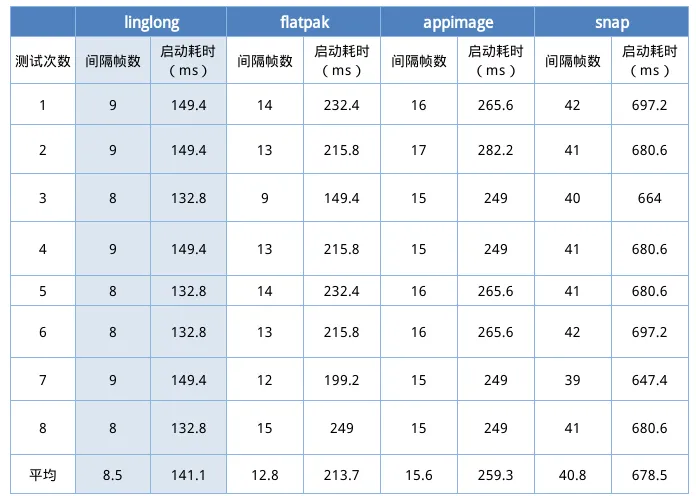 linglong flatpak appimage snap
测试次数 间隔帧数 启动耗时（ms） 间隔帧数 启动耗时（ms） 间隔帧数 启动耗时（ms） 间隔帧数 启动耗时（ms）
1 9 149.4 14 232.4 16 265.6 42 697.2
2 9 149.4 13 215.8 17 282.2 41 680.6
3 8 132.8 9 149.4 15 249 40 664
4 9 149.4 13 215.8 15 249 41 680.6
5 8 132.8 14 232.4 16 265.6 41 680.6
6 8 132.8 13 215.8 16 265.6 42 697.2
7 9 149.4 12 199.2 15 249 39 647.4
8 8 132.8 15 249 15 249 41 680.6
平均 8.5 141.1 12.8 213.7 15.6 259.3 40.8 678.5